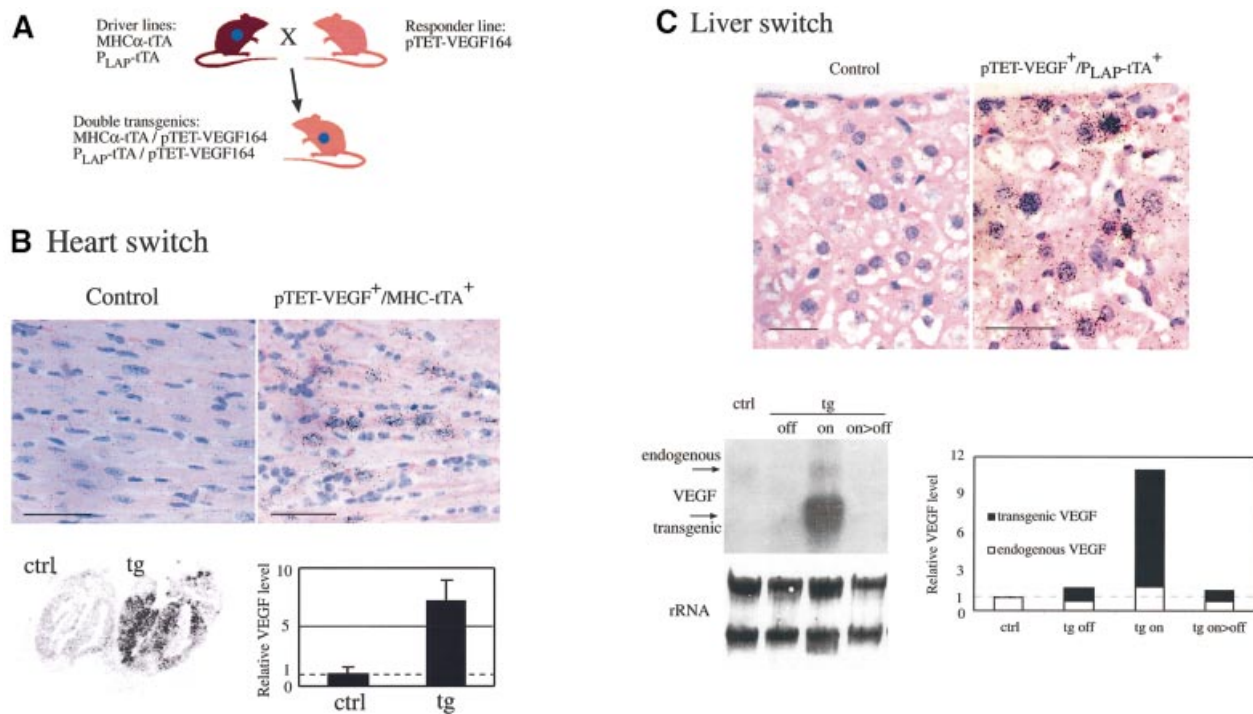 A
Driver lines:
MHCα-tTA
PLAP-tTA
X
Responder line:
pTET-VEGF164
Double transgenics:
MHCα-tTA / pTET-VEGF164
PLAP-tTA / pTET-VEGF164
B Heart switch
Control
pTET-VEGF+/MHC-tTA+
ctrl
tg
Relative VEGF level
10
5
1
0
ctrl
tg
C Liver switch
Control
pTET-VEGF+/PLAP-tTA+
ctrl
tg
off
on
on>off
endogenous
VEGF
transgenic
rRNA
Relative VEGF level
12
9
6
3
1
0
transgenic VEGF
endogenous VEGF
ctrl
tg off
tg on
tg on>off